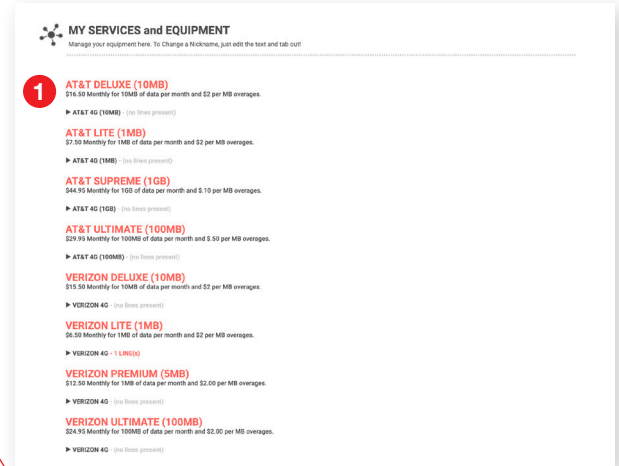 MY SERVICES and EQUIPMENT
Manage your equipment here. To Change a Nickname, just edit the text and tab out!
1
AT&T DELUXE (10MB)
$16.50 Monthly for 10MB of data per month and $2 per MB overages.
▶ AT&T 4G (10MB) - (no lines present)
AT&T LITE (1MB)
$7.50 Monthly for 1MB of data per month and $2 per MB overages.
▶ AT&T 4G (1MB) - (no lines present)
AT&T SUPREME (1GB)
$44.95 Monthly for 1GB of data per month and $.10 per MB overages.
▶ AT&T 4G (1GB) - (no lines present)
AT&T ULTIMATE (100MB)
$29.95 Monthly for 100MB of data per month and $.50 per MB overages.
▶ AT&T 4G (100MB) - (no lines present)
VERIZON DELUXE (10MB)
$15.50 Monthly for 10MB of data per month and $2 per MB overages.
▶ VERIZON 4G - (no lines present)
VERIZON LITE (1MB)
$6.50 Monthly for 1MB of data per month and $2 per MB overages.
▶ VERIZON 4G - 1 LINE(s)
VERIZON PREMIUM (5MB)
$12.50 Monthly for 1MB of data per month and $2.00 per MB overages.
▶ VERIZON 4G - (no lines present)
VERIZON ULTIMATE (100MB)
$24.95 Monthly for 100MB of data per month and $2.00 per MB overages.
▶ VERIZON 4G - (no lines present)